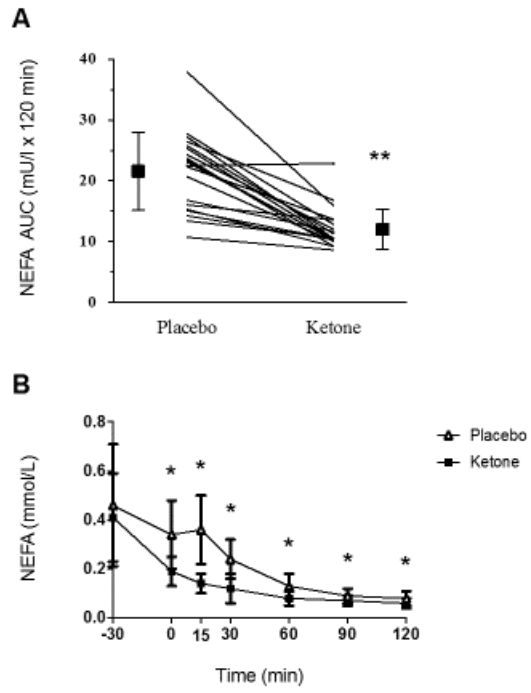 A
NEFA AUC (mU/l x 120 min)
40
30
20
10
0
**
Placebo Ketone
B
NEFA (mmol/L)
0.8
0.6
0.4
0.2
0.0
* * * * * *
Placebo
Ketone
-30 0 15 30 60 90 120
Time (min)